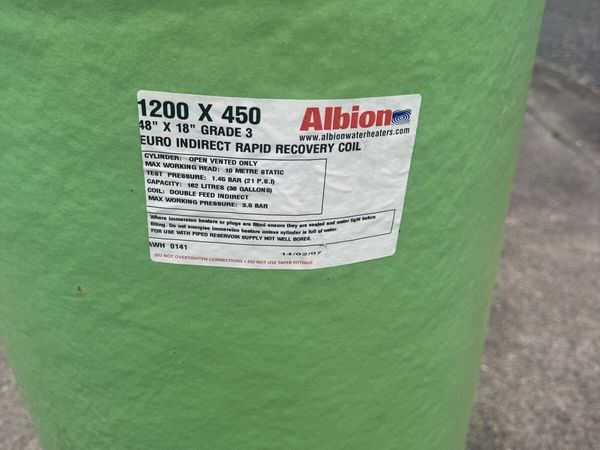 1200 X 450
Albion
48" X 18" GRADE 3
www.albionwaterheaters.com
EURO INDIRECT RAPID RECOVERY COIL
CYLINDER: OPEN VENTED ONLY
MAX WORKING HEAD: 10 METRE STATIC
TEST PRESSURE: 1.45 BAR (21 P.S.I)
CAPACITY: 162 LITRES (36 GALLONS)
COIL: DOUBLE FEED INDIRECT
MAX WORKING PRESSURE: 3.5 BAR
Where immersion heaters or plugs are fitted ensure they are sealed and water tight before
filling. Do not energise immersion heaters unless cylinder is full of water.
FOR USE WITH PIPED RESERVOIR SUPPLY NOT WELL BORES.
AWH 0141
14/02/07
DO NOT OVERTIGHTEN CONNECTIONS • DO NOT USE TAPER FITTINGS